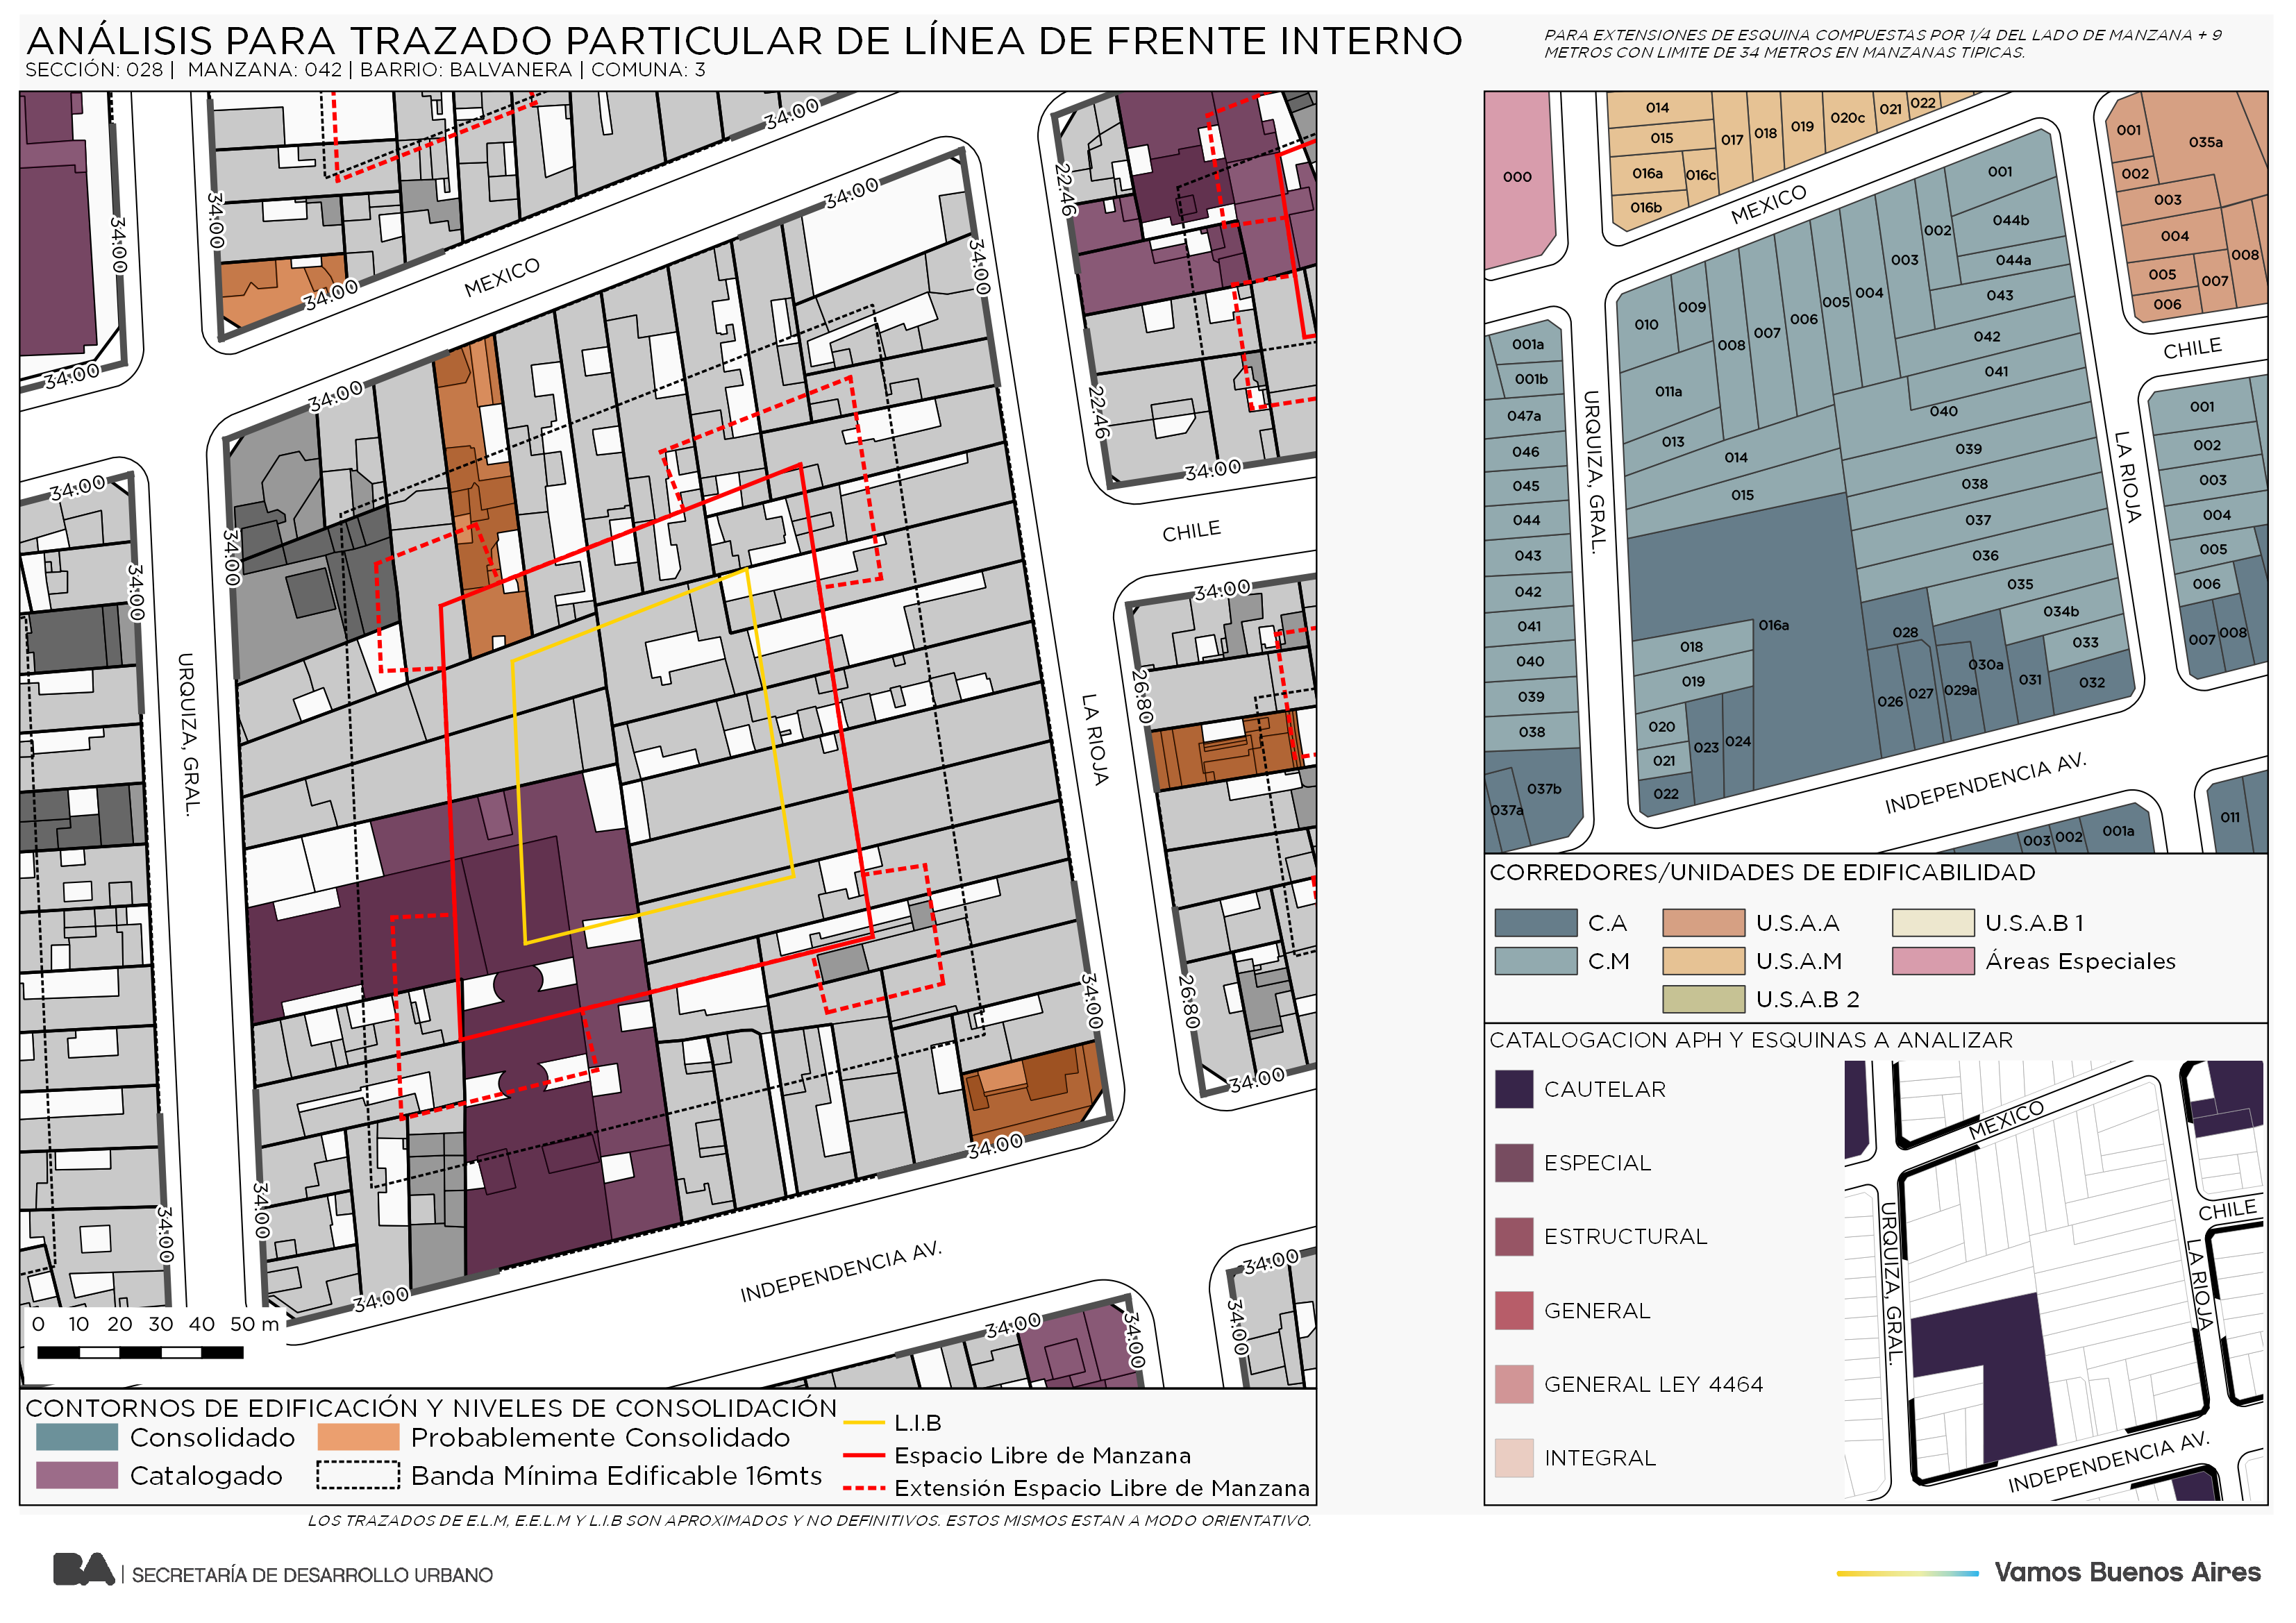 ANÁLISIS PARA TRAZADO PARTICULAR DE LÍNEA DE FRENTE INTERNO
SECCIÓN: 028 | MANZANA: 042 | BARRIO: BALVANERA | COMUNA: 3
PARA EXTENSIONES DE ESQUINA COMPUESTAS POR 1/4 DEL LADO DE MANZANA + 9
METROS CON LIMITE DE 34 METROS EN MANZANAS TIPICAS.
34.00
34.00
34.00
34.00
34.00
34.00
MEXICO
34.00
34.00
34.00
34.00
34.00
34.00
URQUIZA, GRAL.
34.00
34.00
34.00
34.00
34.00
INDEPENDENCIA AV.
LA RIOJA
CHILE
22.46
22.46
34.00
34.00
26.80
26.80
34.00
34.00
34.00
34.00
34.00
0 10 20 30 40 50 m
CONTORNOS DE EDIFICACIÓN Y NIVELES DE CONSOLIDACIÓN
Consolidado
Probablemente Consolidado
Catalogado
Banda Mínima Edificable 16mts
L.I.B
Espacio Libre de Manzana
Extensión Espacio Libre de Manzana
LOS TRAZADOS DE E.L.M, E.E.L.M Y L.I.B SON APROXIMADOS Y NO DEFINITIVOS. ESTOS MISMOS ESTAN A MODO ORIENTATIVO.
000
014
015
016a
016c
016b
017
018
019
020c
021
022
MEXICO
001
002
035a
003
004
005
006
007
008
CHILE
001
044b
044a
043
042
041
040
039
038
037
036
035
034b
033
032
031
030a
029a
028
027
026
002
003
004
005
006
007
008
009
010
011a
013
014
015
016a
018
019
020
021
022
023
024
URQUIZA, GRAL.
LA RIOJA
INDEPENDENCIA AV.
001a
001b
047a
046
045
044
043
042
041
040
039
038
037b
037a
001
002
003
004
005
006
007
008
003
002
001a
011
CORREDORES/UNIDADES DE EDIFICABILIDAD
C.A
C.M
U.S.A.A
U.S.A.M
U.S.A.B 2
U.S.A.B 1
Áreas Especiales
CATALOGACION APH Y ESQUINAS A ANALIZAR
CAUTELAR
ESPECIAL
ESTRUCTURAL
GENERAL
GENERAL LEY 4464
INTEGRAL
MEXICO
CHILE
URQUIZA, GRAL.
LA RIOJA
INDEPENDENCIA AV.
BA | SECRETARÍA DE DESARROLLO URBANO
Vamos Buenos Aires